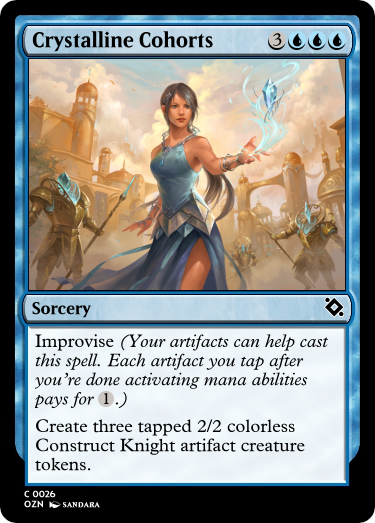 Crystalline Cohorts 3
Sorcery
Improvise (Your artifacts can help cast
this spell. Each artifact you tap after
you're done activating mana abilities
pays for 1.)
Create three tapped 2/2 colorless
Construct Knight artifact creature
tokens.
C 0026
OZN SANDARA